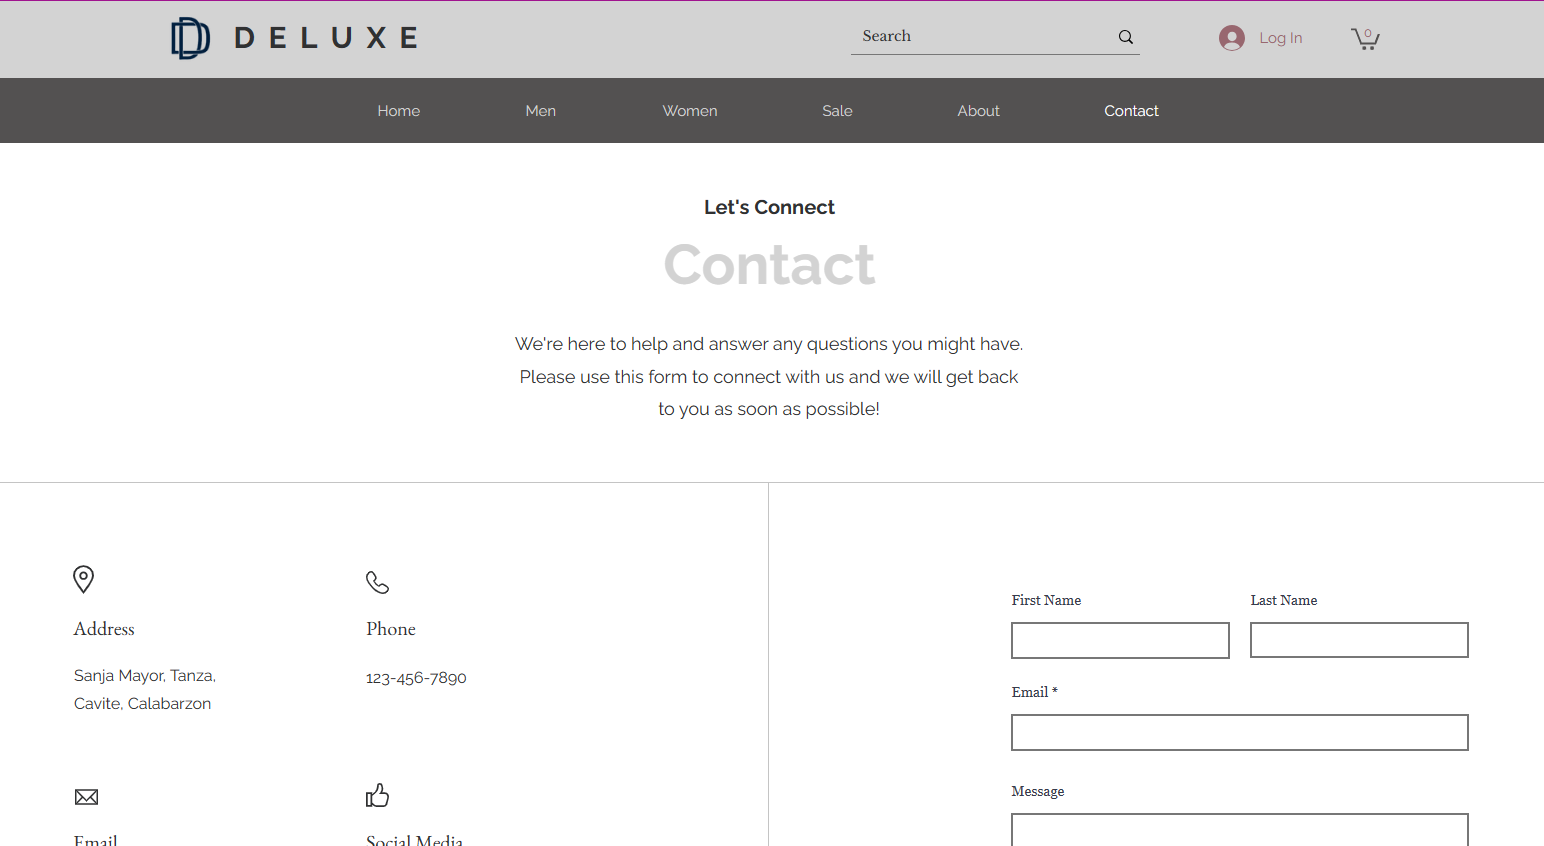 DELUXE
Search
Log In
0
Home Men Women Sale About Contact
Let's Connect
Contact
We're here to help and answer any questions you might have.
Please use this form to connect with us and we will get back
to you as soon as possible!
Address
Sanja Mayor, Tanza,
Cavite, Calabarzon
Phone
123-456-7890
Email
Social Media
First Name
Last Name
Email *
Message